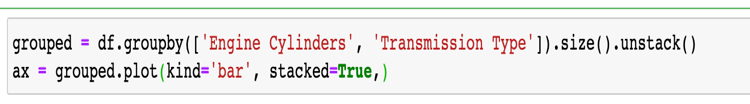 grouped = df.groupby(['Engine Cylinders', 'Transmission Type']).size().unstack()
ax = grouped.plot(kind='bar', stacked=True,)